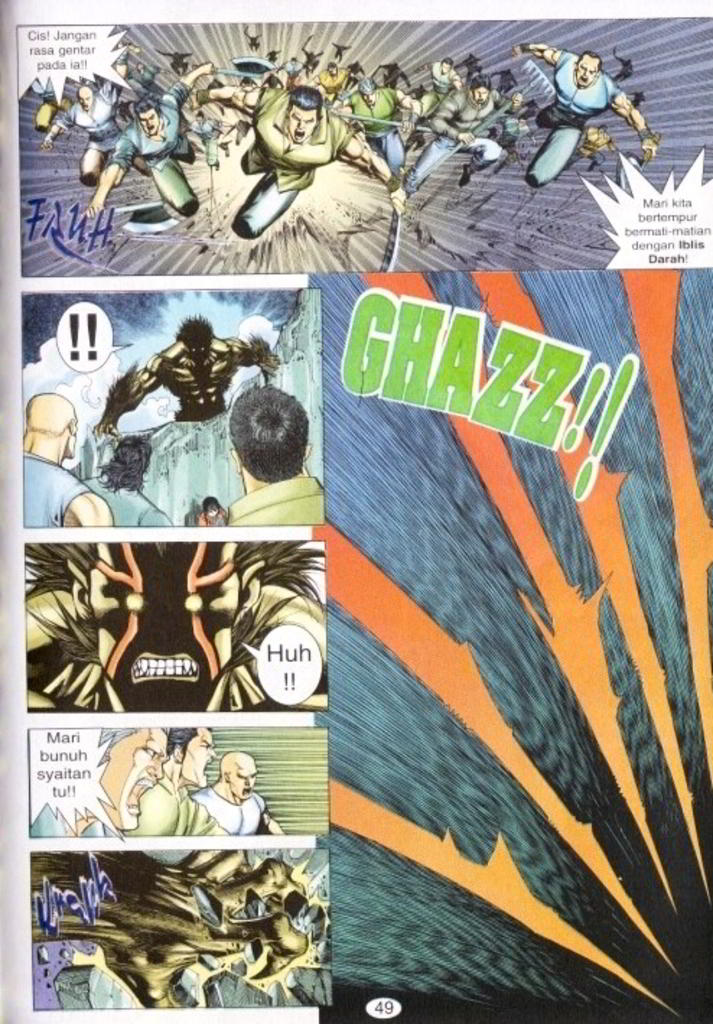 Cis! Jangan
rasa gentar
pada ia!!
FAUH
Mari kita
bertempur
bermati-matian
dengan Iblis
Darah!
!!
GHAZZ!!
Huh
!!
Mari
bunuh
syaitan
tu!!
49